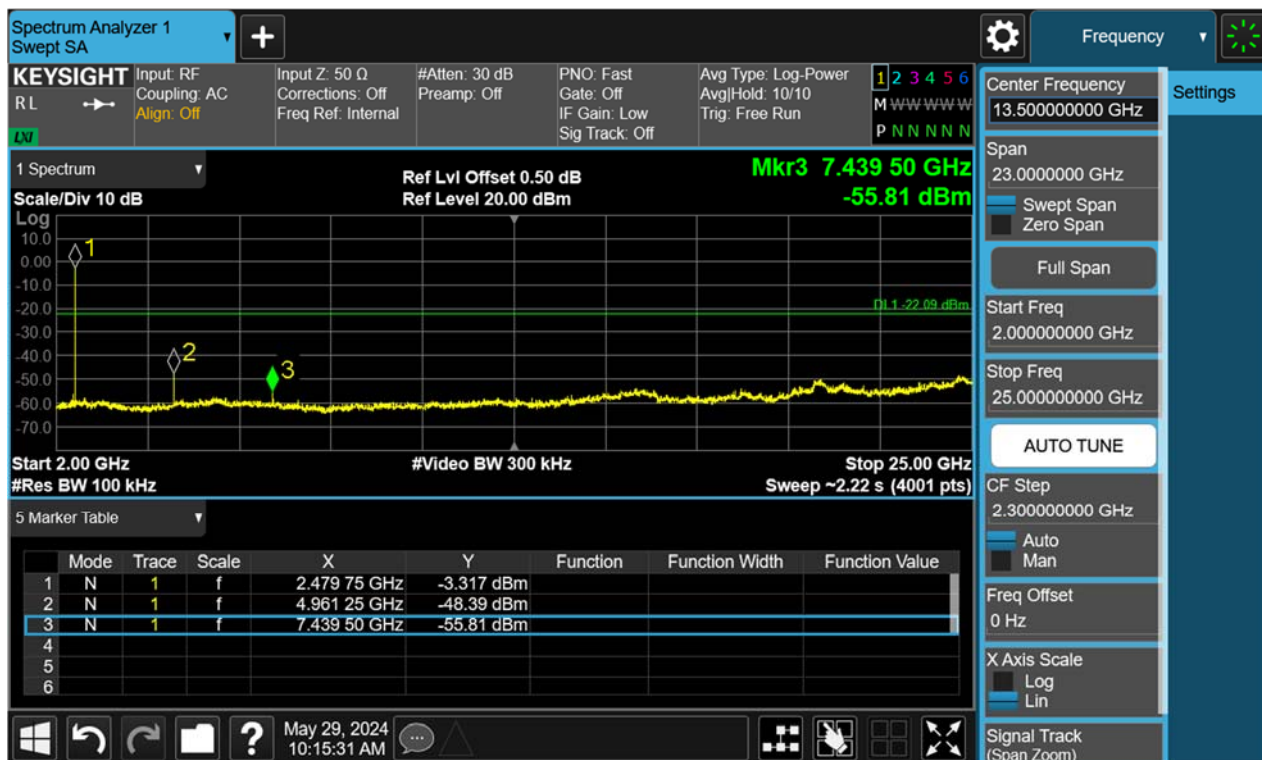 Spectrum Analyzer 1
Swept SA
Frequency
KEYSIGHT
R L
LXI
Input: RF
Coupling: AC
Align: Off
Input Z: 50 Ω
Corrections: Off
Freq Ref: Internal
#Atten: 30 dB
Preamp: Off
PNO: Fast
Gate: Off
IF Gain: Low
Sig Track: Off
Avg Type: Log-Power
Avg|Hold: 10/10
Trig: Free Run
1 2 3 4 5 6
M W W W W W
P N N N N N
1 Spectrum
Scale/Div 10 dB
Ref Lvl Offset 0.50 dB
Ref Level 20.00 dBm
Mkr3 7.439 50 GHz
-55.81 dBm
Log
10.0
0.00
-10.0
-20.0
-30.0
-40.0
-50.0
-60.0
-70.0
1
2
3
DL1 -22.09 dBm
Start 2.00 GHz
#Video BW 300 kHz
Stop 25.00 GHz
#Res BW 100 kHz
Sweep ~2.22 s (4001 pts)
5 Marker Table
Mode Trace Scale X Y Function Function Width Function Value
1 N 1 f 2.479 75 GHz -3.317 dBm
2 N 1 f 4.961 25 GHz -48.39 dBm
3 N 1 f 7.439 50 GHz -55.81 dBm
4
5
6
?
May 29, 2024
10:15:31 AM
Center Frequency
13.500000000 GHz
Settings
Span
23.0000000 GHz
Swept Span
Zero Span
Full Span
Start Freq
2.000000000 GHz
Stop Freq
25.000000000 GHz
AUTO TUNE
CF Step
2.300000000 GHz
Auto
Man
Freq Offset
0 Hz
X Axis Scale
Log
Lin
Signal Track
(Span Zoom)